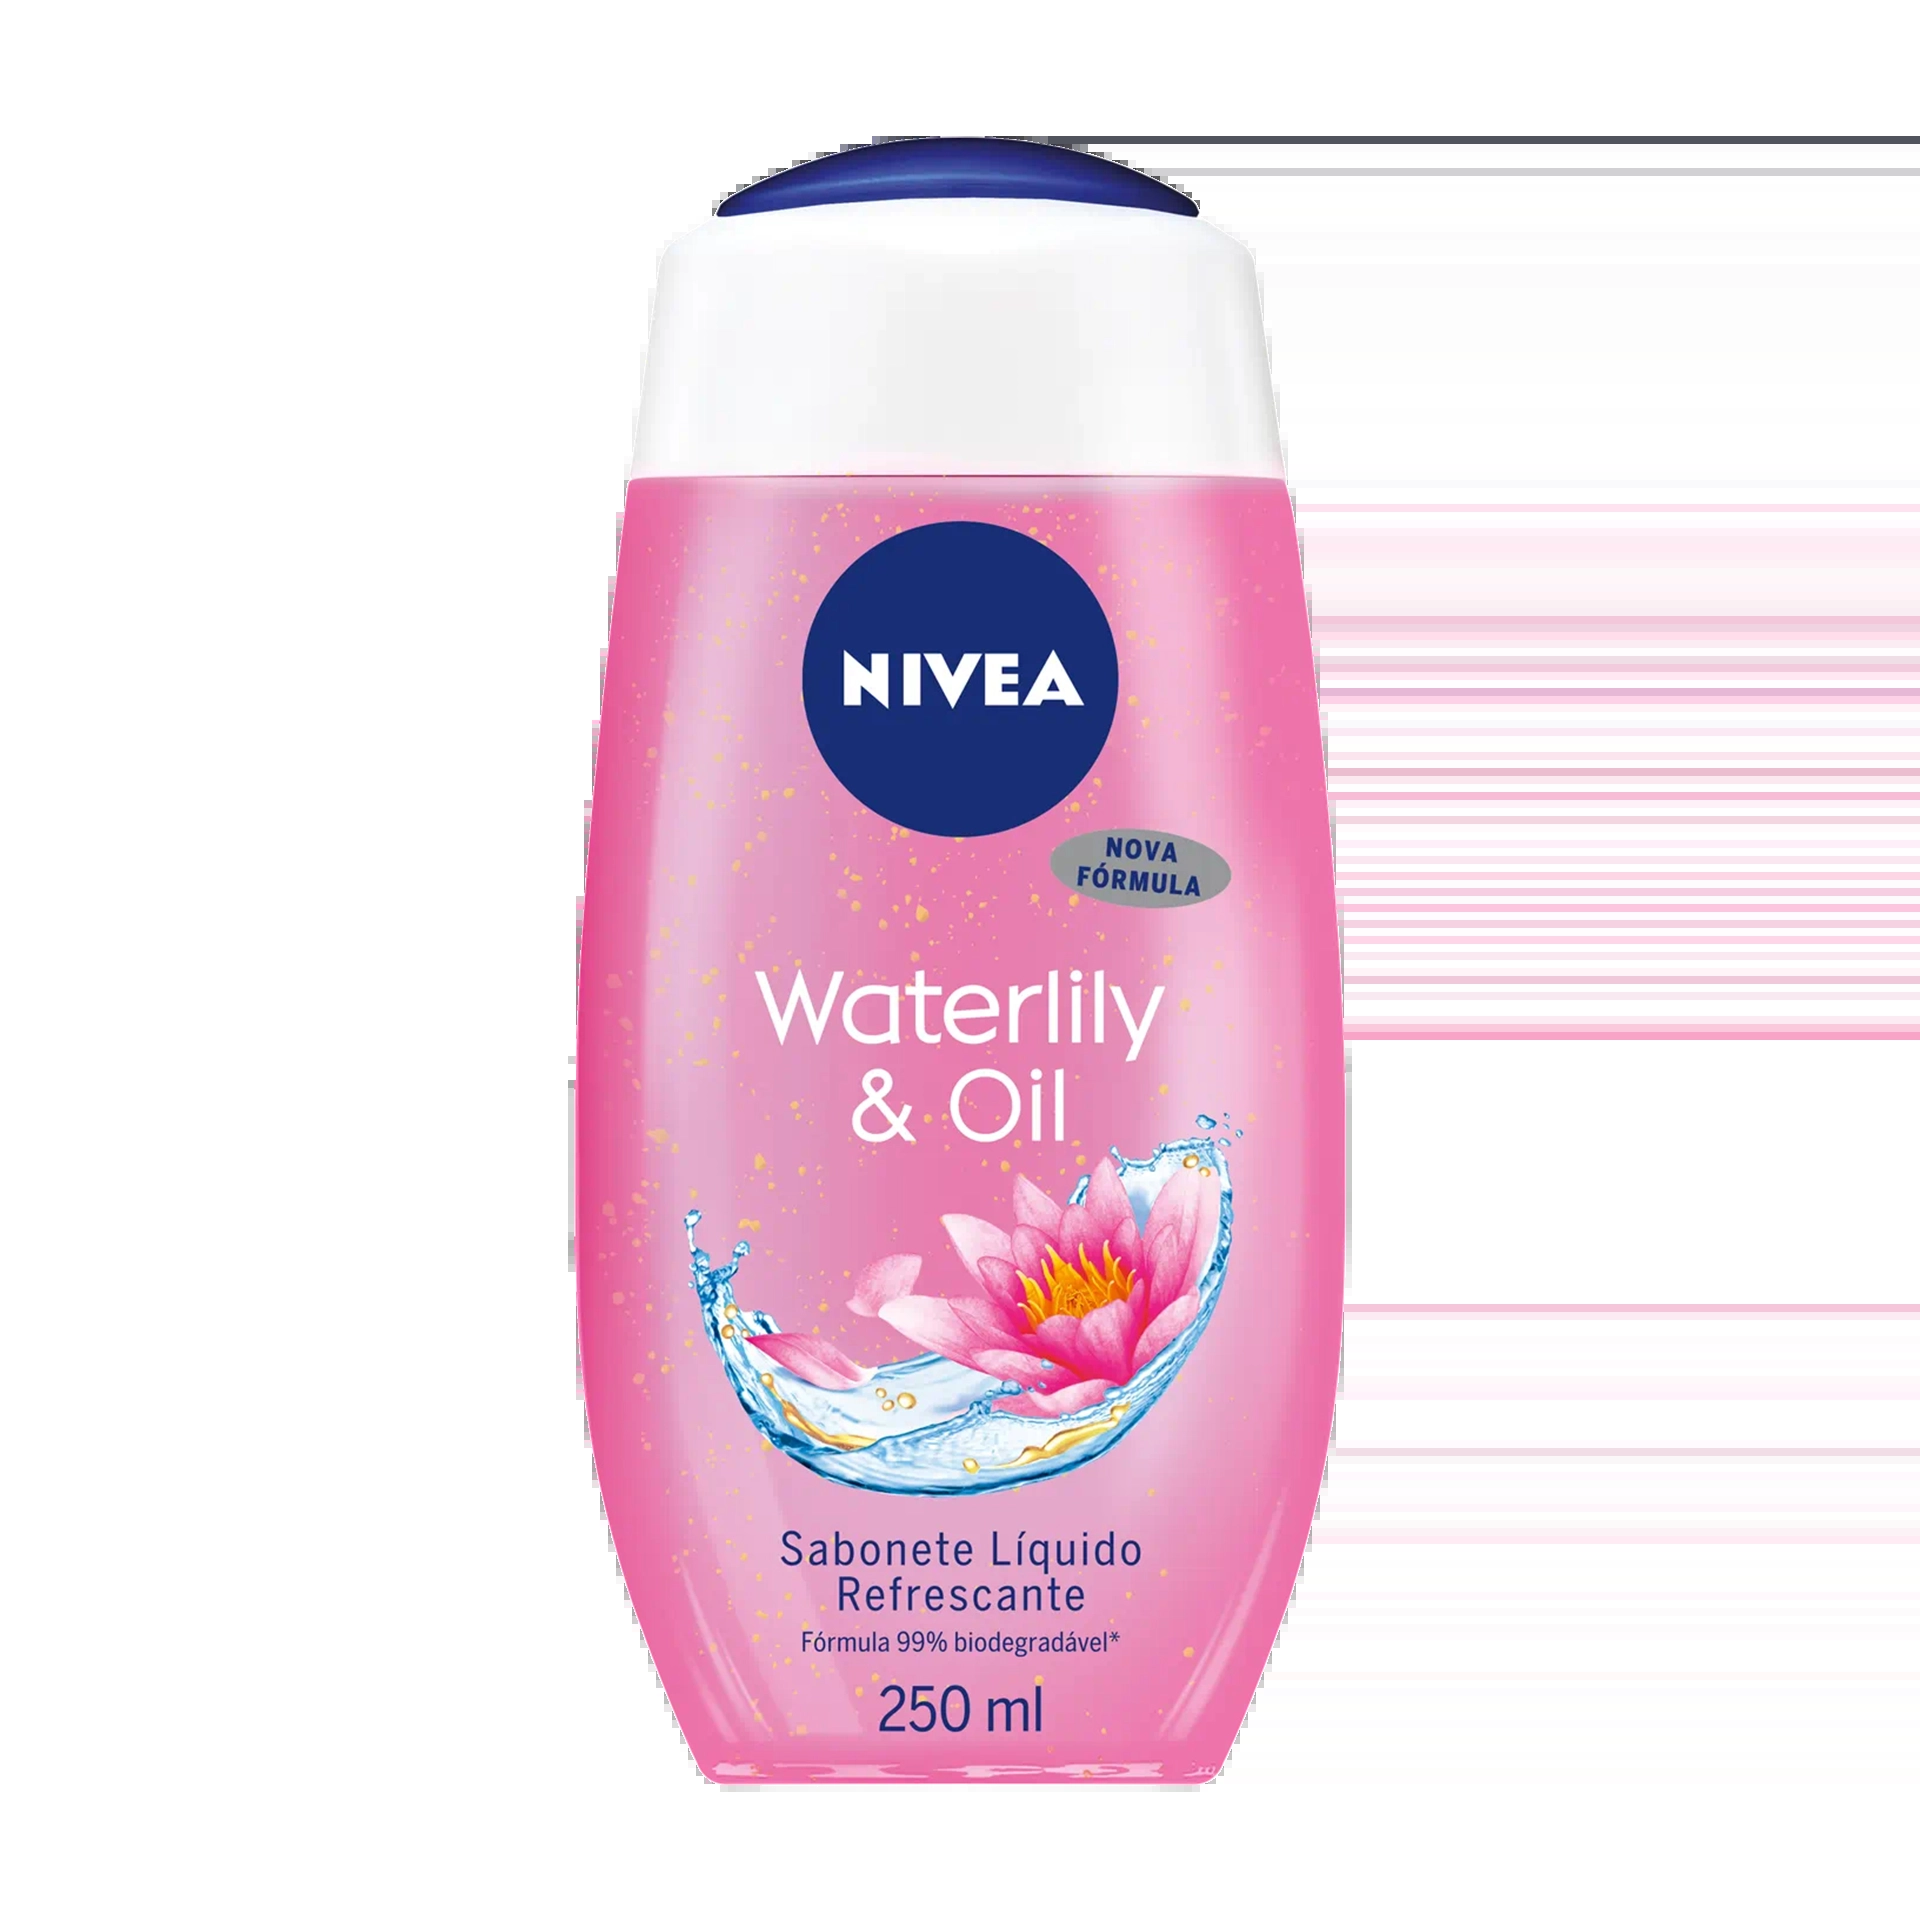 NIVEA
NOVA
FÓRMULA
Waterlily
& Oil
Sabonete Líquido
Refrescante
Fórmula 99% biodegradável*
250 ml